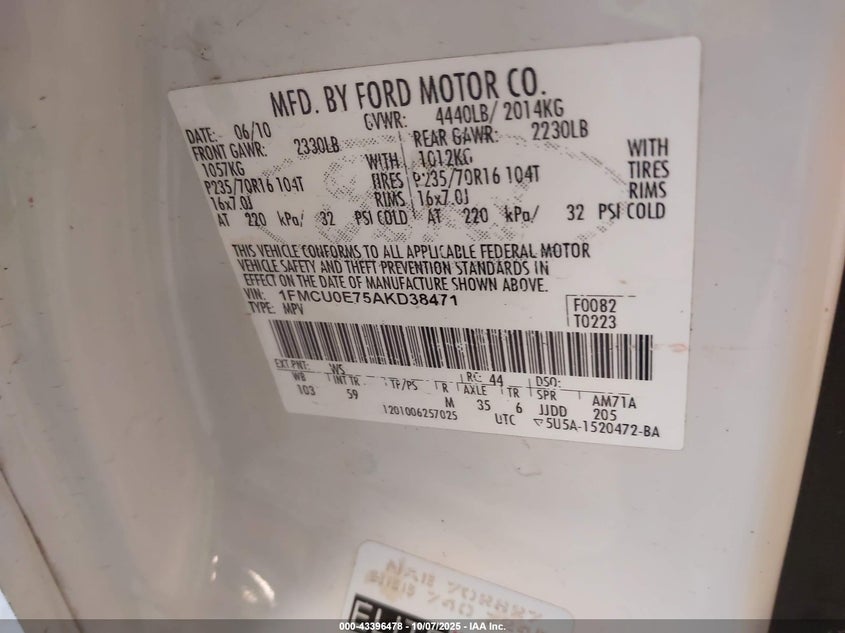 MFD. BY FORD MOTOR CO.
DATE: 06/10 GVWR: 4440LB/ 2014KG
FRONT GAWR: 2330LB REAR GAWR: 2230LB
1057KG WITH 1012KG WITH
P235/70R16 104T TIRES P235/70R16 104T TIRES
16x7.0J RIMS 16x7.0J RIMS
AT 220 kPa/ 32 PSI COLD AT 220 kPa/ 32 PSI COLD
THIS VEHICLE CONFORMS TO ALL APPLICABLE FEDERAL MOTOR
VEHICLE SAFETY AND THEFT PREVENTION STANDARDS IN
EFFECT ON THE DATE OF MANUFACTURE SHOWN ABOVE.
VIN: 1FMCU0E75AKD38471 F0082
TYPE: MPV T0223
EXT PNT: WS RC: 44 DSO:
WB INT TR TP/PS R AXLE TR SPR AM71A
103 59 M 35 6 JJDD 205
1201006257025 UTC 5U5A-1520472-BA
000-43396478 — 10/07/2025 — IAA Inc.